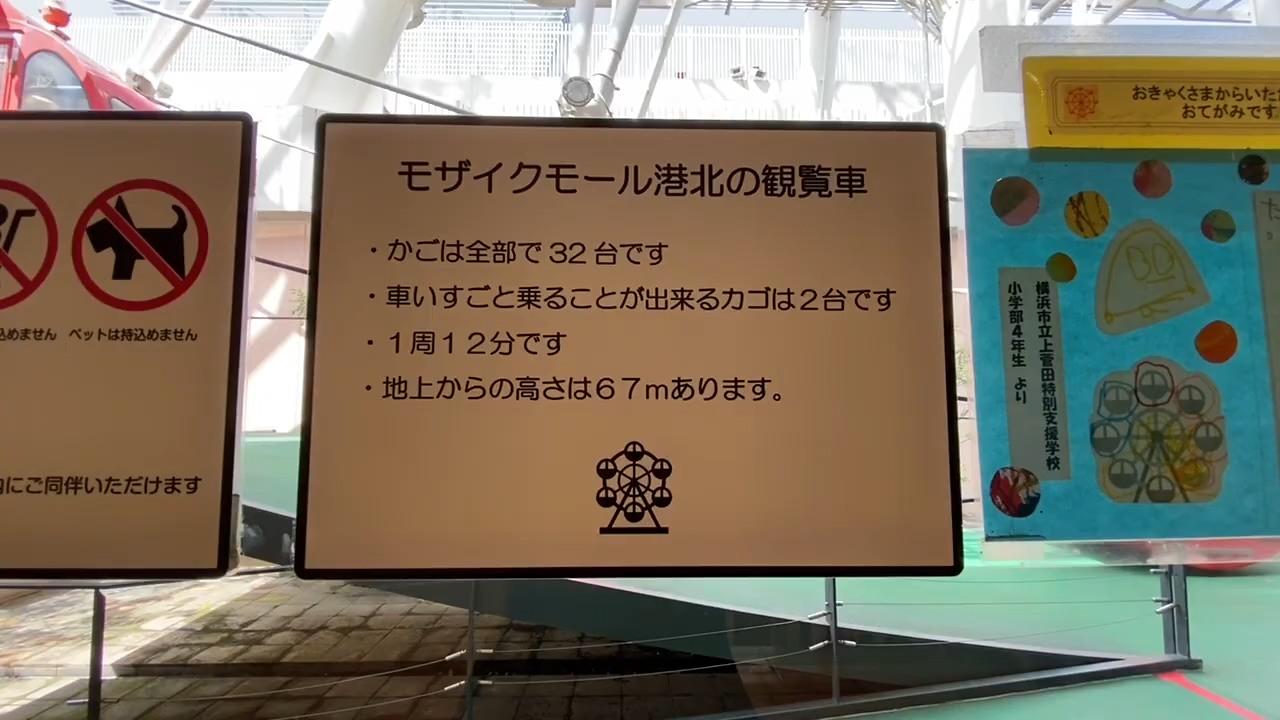 込めません
ペットは持込めません
にご同伴いただけます
モザイクモール港北の観覧車
・かごは全部で32台です
・車いすごと乗ることが出来るカゴは2台です
・1周12分です
・地上からの高さは67mあります。
おきゃくさまからいた
おてがみです
横浜市立上菅田特別支援学校
小学部4年生 より